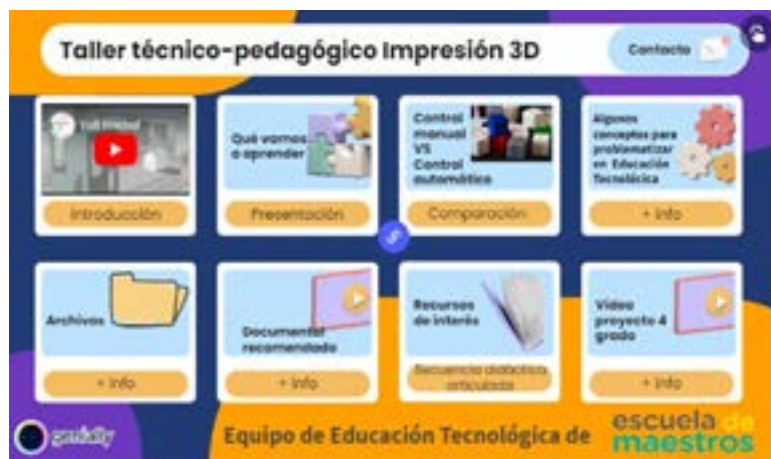 Taller técnico-pedagógico Impresión 3D
Contacto
Introducción
Qué vamos
a aprender
Presentación
Control
manual
VS
Control
automático
Comparación
Algunos
conceptos para
problematizar
en Educación
Tecnológica
+ info
Archivos
+ info
Documental
recomendado
+ info
Recursos
de interés
Secuencia didáctica
articulada
Video
proyecto 4
grado
+ info
genially
Equipo de Educación Tecnológica de
escuela de
maestros